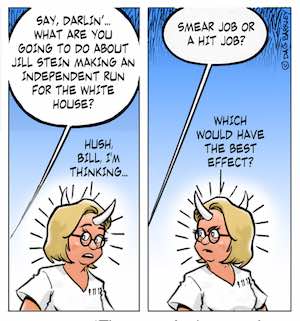 SAY, DARLIN'...
WHAT ARE YOU
GOING TO DO ABOUT
JILL STEIN MAKING AN
INDEPENDENT RUN
FOR THE WHITE
HOUSE?
HUSH,
BILL, I'M
THINKING...
SMEAR JOB OR
A HIT JOB?
WHICH
WOULD HAVE
THE BEST
EFFECT?